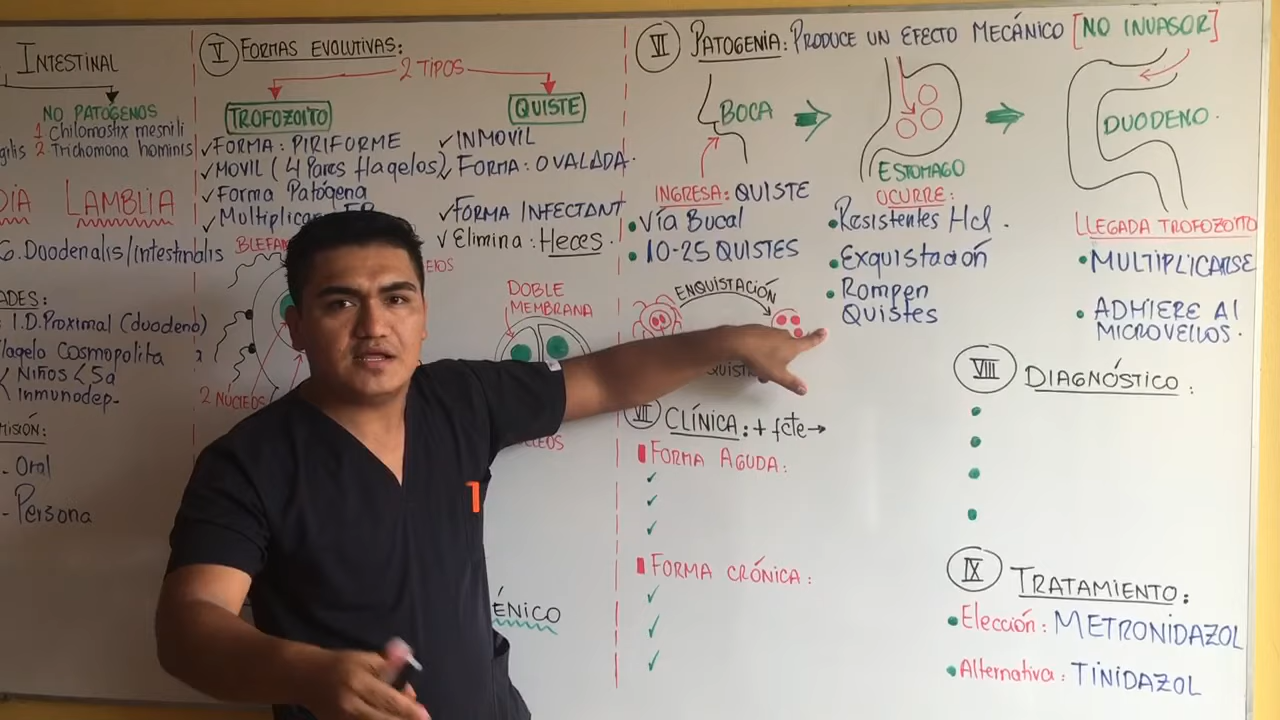 INTESTINAL
NO PATÓGENOS
1 Chilomastix mesnili
2 Trichomona hominis
LAMBLIA
G. Duodenalis/Intestinalis
I.D. Proximal (duodeno)
Cosmopolita
Niños <5a
Inmunodep-
- Oral
- Persona
V FORMAS EVOLUTIVAS:
2 TIPOS
TROFOZOITO
✓ FORMA: PIRIFORME
✓ MOVIL (4 Pares flagelos)
✓ Forma Patógena
✓
2 NÚCLEOS
QUISTE
✓ INMOVIL
✓ FORMA: OVALADA.
✓ FORMA INFECTANT
✓ Elimina: Heces.
DOBLE
MEMBRANA
ÉNICO
VI PATOGENIA: PRODUCE UN EFECTO MECÁNICO [NO INVASOR]
BOCA
INGRESA: QUISTE
• Vía Bucal
• 10-25 QUISTES
ENQUISTACIÓN
ESTOMAGO
OCURRE:
• Resistentes Hcl.
• Exquistación
• Rompen
Quistes
DUODENO.
LLEGADA TROFOZOITO
• MULTIPLICARSE
• ADHIERE Al
MICROVELLOS.
VII CLÍNICA: + fcte →
FORMA AGUDA:
✓
✓
✓
FORMA CRÓNICA:
✓
✓
✓
VIII DIAGNÓSTICO:
IX TRATAMIENTO:
• Elección: METRONIDAZOL
• Alternativa: TINIDAZOL